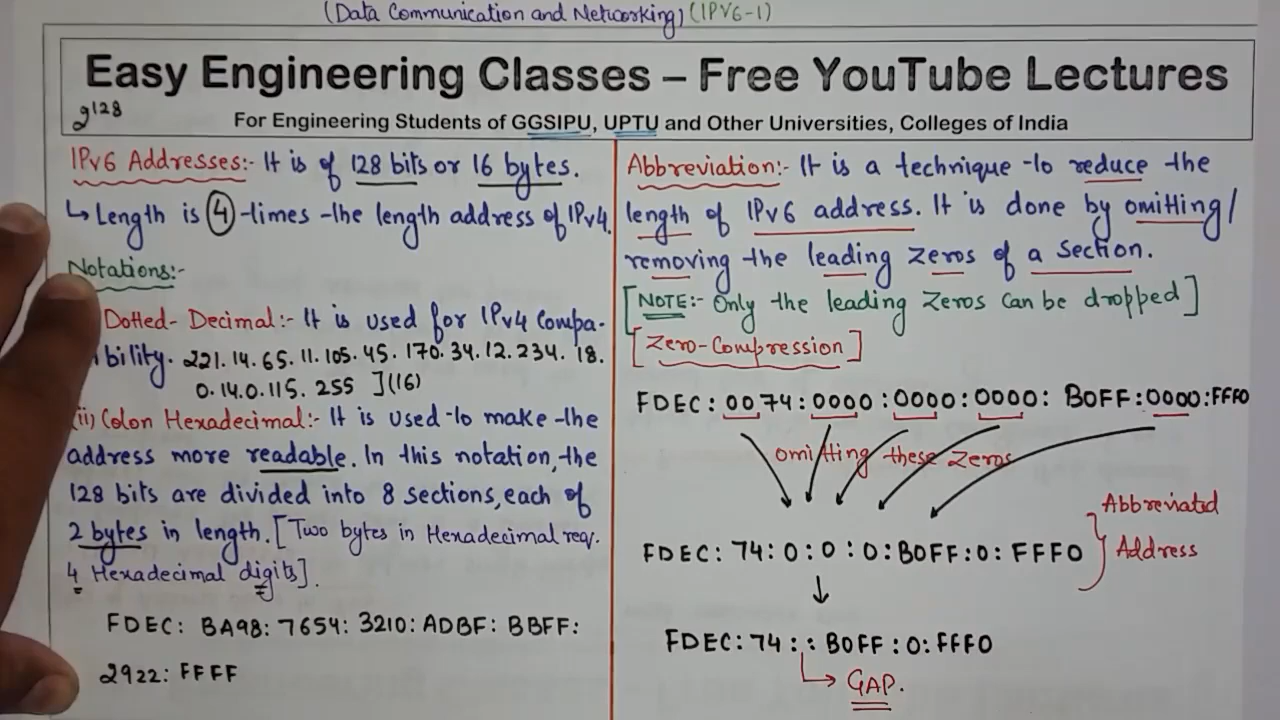 (Data Communication and Networking) (IPV6-1)
Easy Engineering Classes – Free YouTube Lectures
2^128
For Engineering Students of GGSIPU, UPTU and Other Universities, Colleges of India
IPv6 Addresses:- It is of 128 bits or 16 bytes.
↳ Length is 4 -times -the length address of IPv4.
Notations:-
Dotted-Decimal:- It is used for IPv4 Compa-
bility. 221.14.65.11.105.45.170.34.12.234.18.
0.14.0.115.255 ](16)
(ii) Colon Hexadecimal:- It is used -to make -the
address more readable. In this notation, the
128 bits are divided into 8 sections, each of
2 bytes in length. [Two bytes in Hexadecimal req.
4 Hexadecimal digits].
FDEC: BA98: 7654: 3210: ADBF: BBFF:
2922: FFFF
Abbreviation:- It is a technique -to reduce the
length of IPv6 address. It is done by omitting/
removing the leading zeros of a section.
[NOTE:- Only the leading Zeros can be dropped]
[Zero-Compression]
FDEC: 0074: 0000: 0000: 0000: B0FF: 0000: FFF0
omitting these zeros
FDEC: 74: 0: 0: 0: B0FF: 0: FFF0
Abbreviated
Address
↓
FDEC: 74: : B0FF: 0: FFF0
↳ GAP.